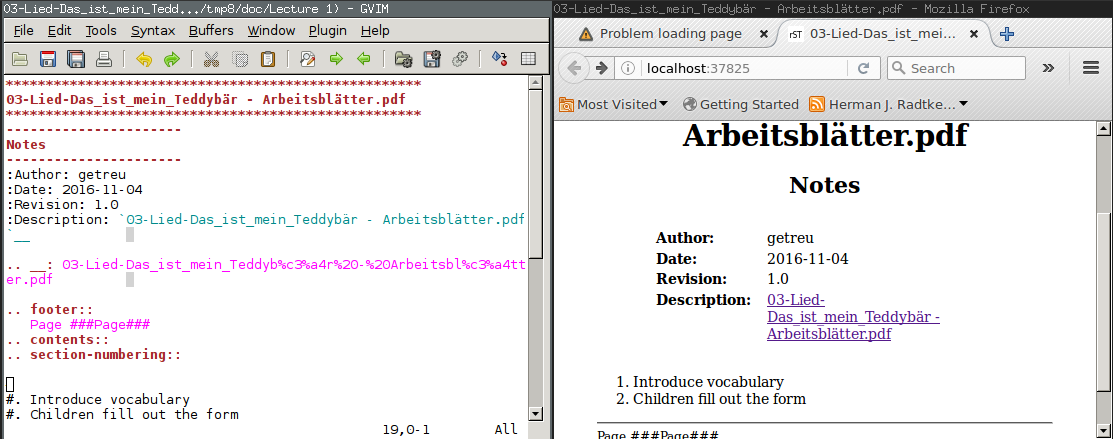 03-Lied-Das_ist_mein_Tedd.../tmp8/doc/Lecture 1) - GVIM
File Edit Tools Syntax Buffers Window Plugin Help
****************************************************
03-Lied-Das_ist_mein_Teddybär - Arbeitsblätter.pdf
****************************************************
----------------------
Notes
----------------------
:Author: getreu
:Date: 2016-11-04
:Revision: 1.0
:Description: `03-Lied-Das_ist_mein_Teddybär - Arbeitsblätter.pdf
`__
.. __: 03-Lied-Das_ist_mein_Teddyb%c3%a4r%20-%20Arbeitsbl%c3%a4tt
er.pdf
.. footer::
Page ###Page###
.. contents::
.. section-numbering::
#. Introduce vocabulary
#. Children fill out the form
19,0-1 All
03-Lied-Das_ist_mein_Teddybär - Arbeitsblätter.pdf - Mozilla Firefox
Problem loading page
rST 03-Lied-Das_ist_mei...
localhost:37825
Search
Most Visited
Getting Started
Herman J. Radtke...
Arbeitsblätter.pdf
Notes
Author: getreu
Date: 2016-11-04
Revision: 1.0
Description: 03-Lied-
Das_ist_mein_Teddybär -
Arbeitsblätter.pdf
1. Introduce vocabulary
2. Children fill out the form
Page ###Page###